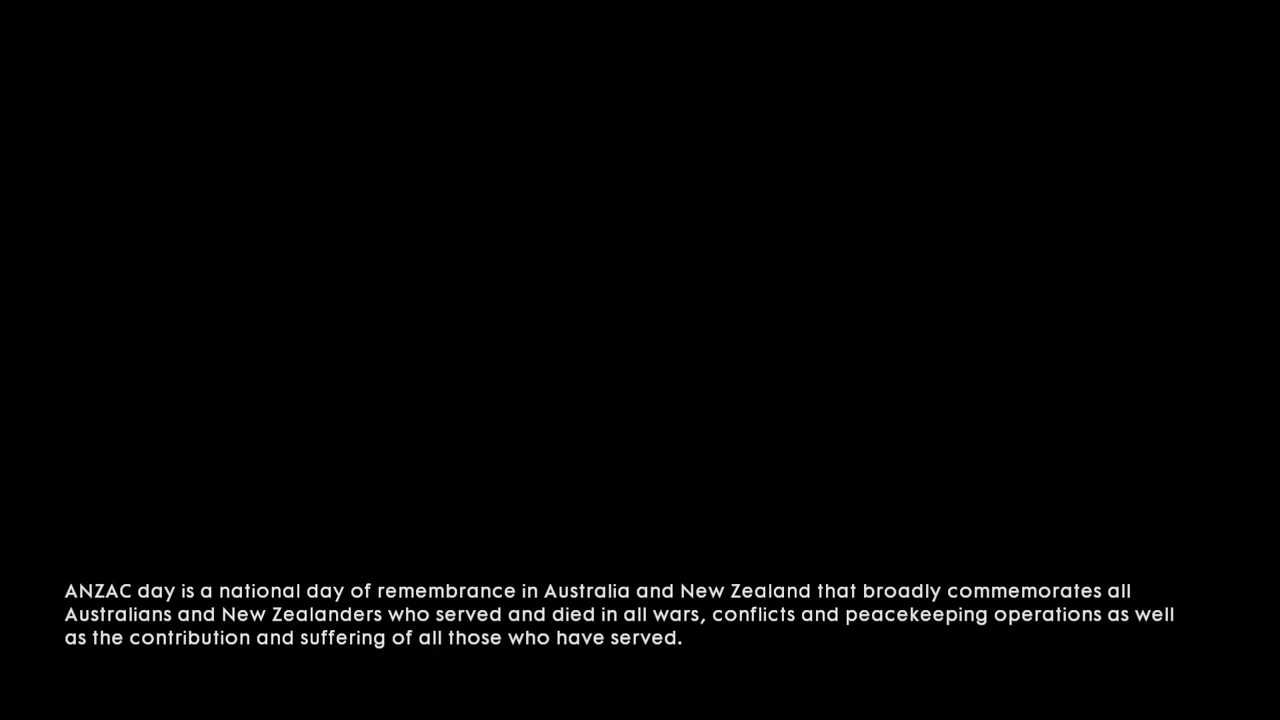 ANZAC day is a national day of remembrance in Australia and New Zealand that broadly commemorates all
Australians and New Zealanders who served and died in all wars, conflicts and peacekeeping operations as well
as the contribution and suffering of all those who have served.